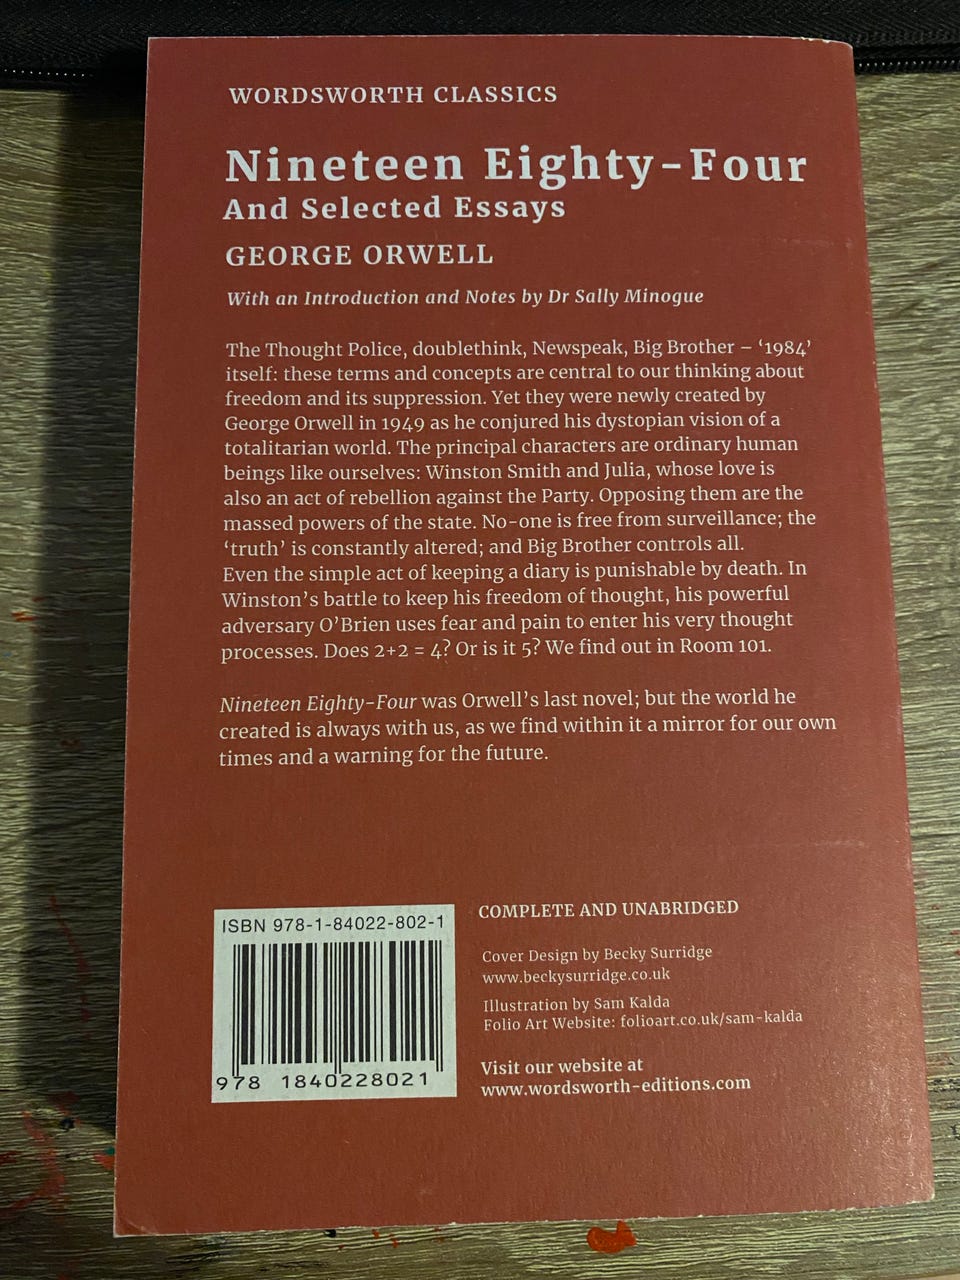 WORDSWORTH CLASSICS
Nineteen Eighty-Four
And Selected Essays
GEORGE ORWELL
With an Introduction and Notes by Dr Sally Minogue
The Thought Police, doublethink, Newspeak, Big Brother – ‘1984’
itself: these terms and concepts are central to our thinking about
freedom and its suppression. Yet they were newly created by
George Orwell in 1949 as he conjured his dystopian vision of a
totalitarian world. The principal characters are ordinary human
beings like ourselves: Winston Smith and Julia, whose love is
also an act of rebellion against the Party. Opposing them are the
massed powers of the state. No-one is free from surveillance; the
‘truth’ is constantly altered; and Big Brother controls all.
Even the simple act of keeping a diary is punishable by death. In
Winston’s battle to keep his freedom of thought, his powerful
adversary O’Brien uses fear and pain to enter his very thought
processes. Does 2+2 = 4? Or is it 5? We find out in Room 101.
Nineteen Eighty-Four was Orwell’s last novel; but the world he
created is always with us, as we find within it a mirror for our own
times and a warning for the future.
ISBN 978-1-84022-802-1
978 1840228021
COMPLETE AND UNABRIDGED
Cover Design by Becky Surridge
www.beckysurridge.co.uk
Illustration by Sam Kalda
Folio Art Website: folioart.co.uk/sam-kalda
Visit our website at
www.wordsworth-editions.com